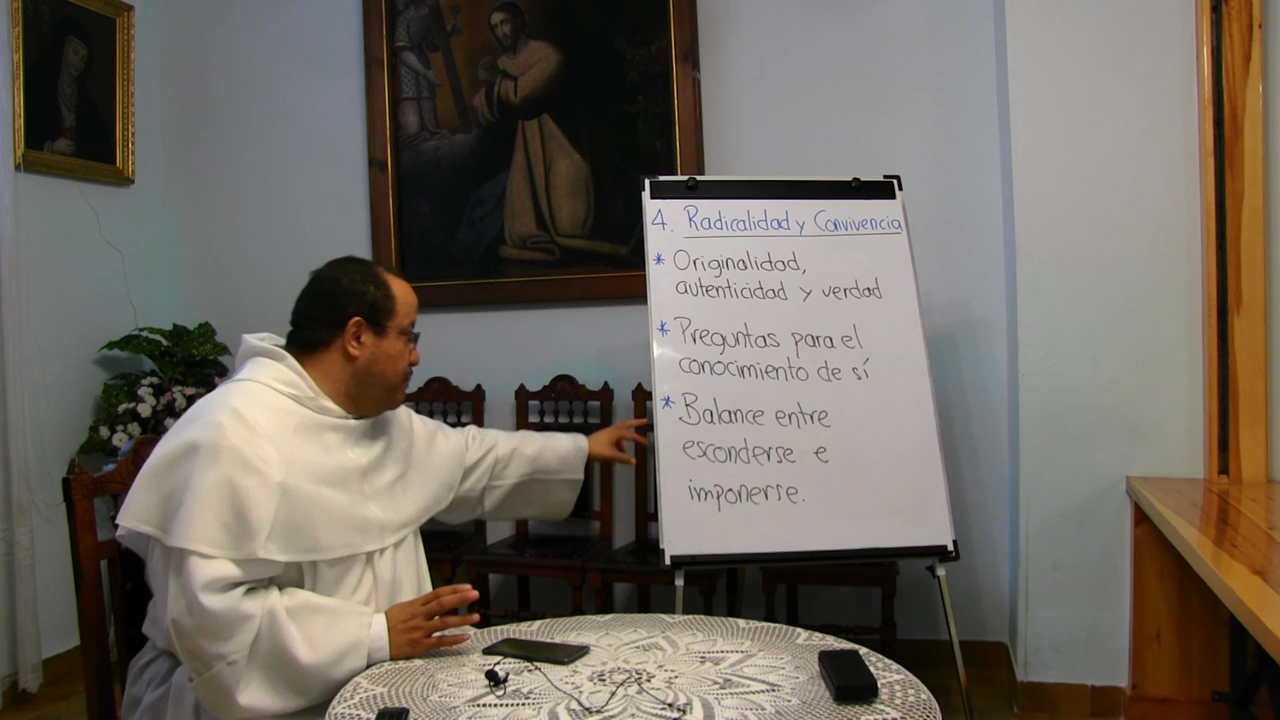 4. Radicalidad y Convivencia
* Originalidad,
autenticidad y verdad
* Preguntas para el
conocimiento de sí
* Balance entre
esconderse e
imponerse.